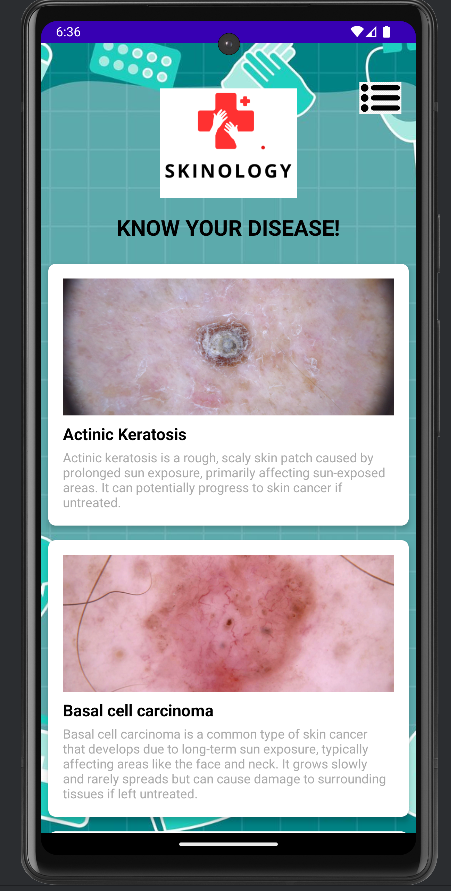 6:36
SKINOLOGY
KNOW YOUR DISEASE!
Actinic Keratosis
Actinic keratosis is a rough, scaly skin patch caused by
prolonged sun exposure, primarily affecting sun-exposed
areas. It can potentially progress to skin cancer if
untreated.
Basal cell carcinoma
Basal cell carcinoma is a common type of skin cancer
that develops due to long-term sun exposure, typically
affecting areas like the face and neck. It grows slowly
and rarely spreads but can cause damage to surrounding
tissues if left untreated.